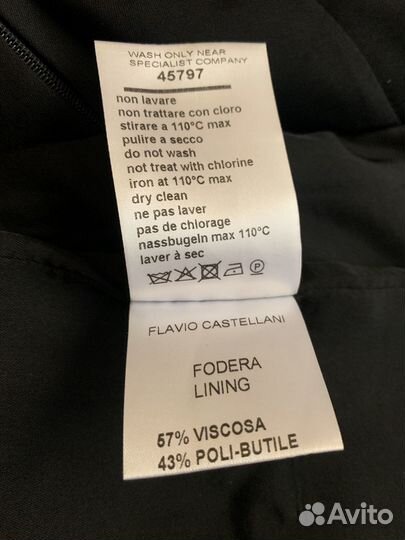 WASH ONLY NEAR
SPECIALIST COMPANY
45797
non lavare
non trattare con cloro
stirare a 110°C max
pulire a secco
do not wash
not treat with chlorine
iron at 110°C max
dry clean
ne pas laver
pas de chlorage
nassbugeln max 110°C
laver à sec
P
FLAVIO CASTELLANI
FODERA
LINING
57% VISCOSA
43% POLI-BUTILE
Avito